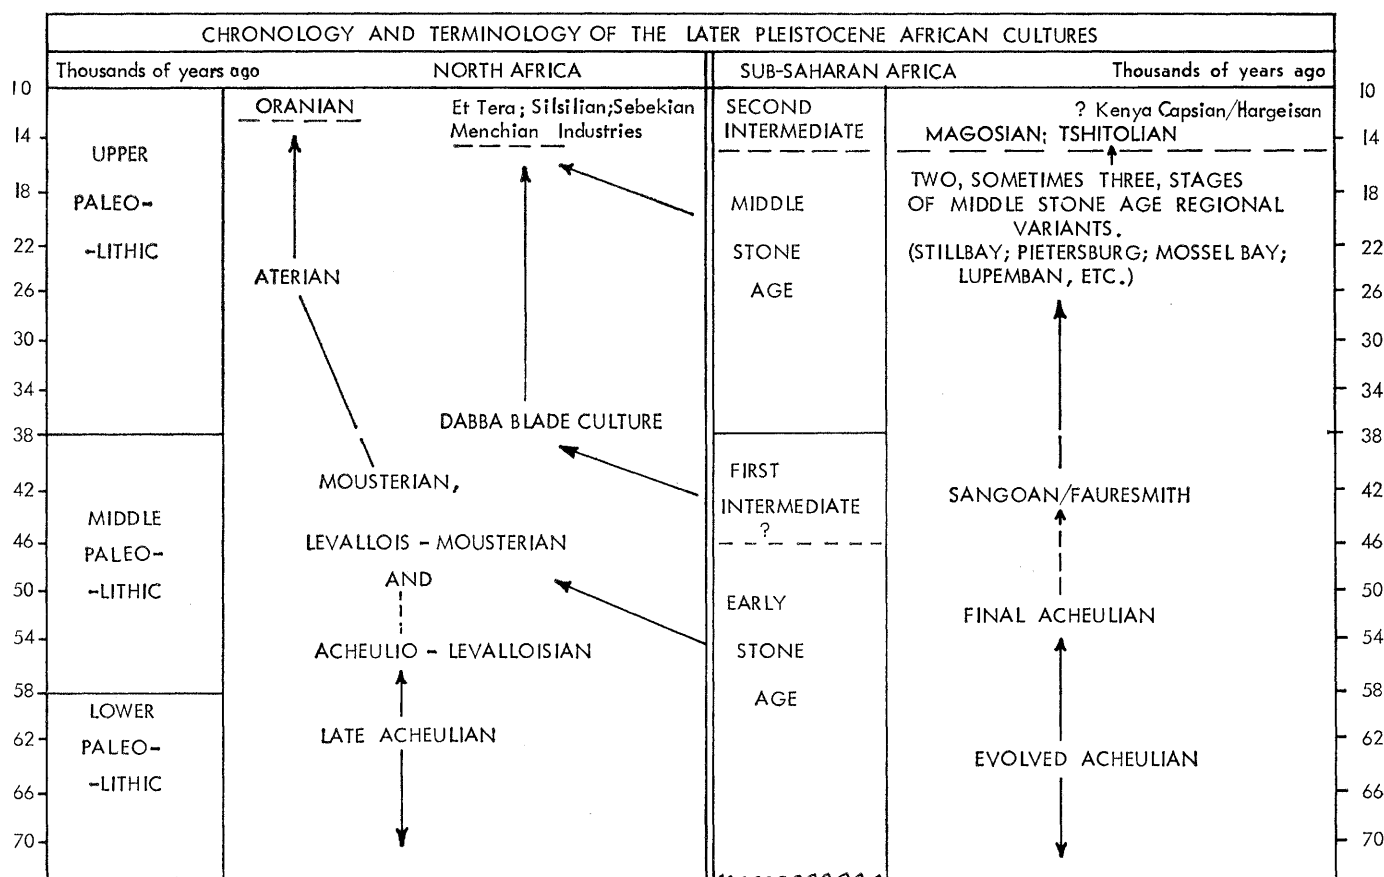 CHRONOLOGY AND TERMINOLOGY OF THE LATER PLEISTOCENE AFRICAN CULTURES
Thousands of years ago
NORTH AFRICA
SUB-SAHARAN AFRICA
Thousands of years ago
10
14
18
22
26
30
34
38
42
46
50
54
58
62
66
70
UPPER
PALEO-
-LITHIC
MIDDLE
PALEO-
-LITHIC
LOWER
PALEO-
-LITHIC
ORANIAN
Et Tera; Silsilian;Sebekian
Menchian Industries
ATERIAN
DABBA BLADE CULTURE
MOUSTERIAN,
LEVALLOIS - MOUSTERIAN
AND
ACHEULIO - LEVALLOISIAN
LATE ACHEULIAN
SECOND
INTERMEDIATE
MIDDLE
STONE
AGE
FIRST
INTERMEDIATE
?
EARLY
STONE
AGE
? Kenya Capsian/Hargeisan
MAGOSIAN; TSHITOLIAN
TWO, SOMETIMES THREE, STAGES
OF MIDDLE STONE AGE REGIONAL
VARIANTS.
(STILLBAY; PIETERSBURG; MOSSEL BAY;
LUPEMBAN, ETC.)
SANGOAN/FAURESMITH
FINAL ACHEULIAN
EVOLVED ACHEULIAN
10
14
18
22
26
30
34
38
42
46
50
54
58
62
66
70